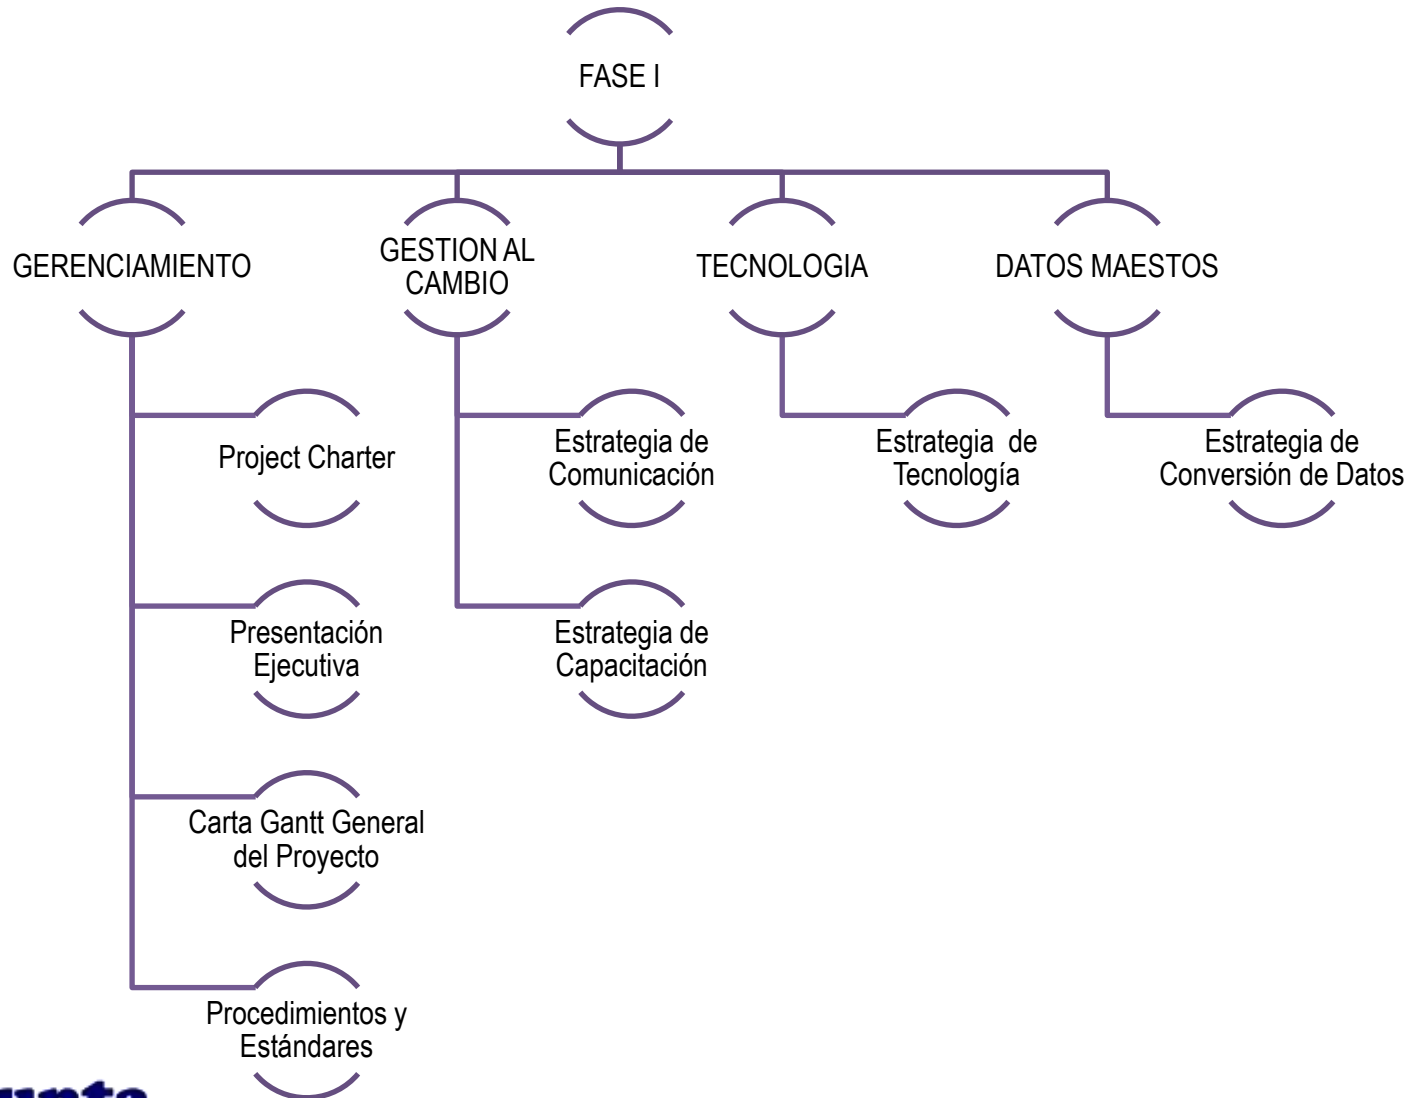 FASE I
GERENCIAMIENTO
GESTION AL
CAMBIO
TECNOLOGIA
DATOS MAESTOS
Project Charter
Estrategia de
Comunicación
Estrategia  de
Tecnología
Estrategia de
Conversión de Datos
Presentación
Ejecutiva
Estrategia de
Capacitación
Carta Gantt General
del Proyecto
Procedimientos y
Estándares